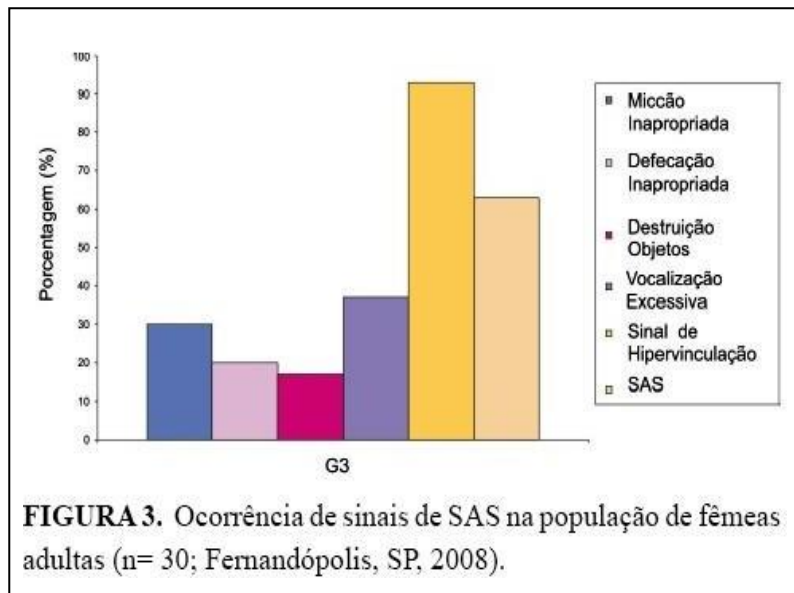 100
90
80
70
60
50
40
30
20
10
0
Porcentagem (%)
G3
Miccão
Inapropriada
Defecação
Inapropriada
Destruição
Objetos
Vocalização
Excessiva
Sinal de
Hipervinculação
SAS
FIGURA 3. Ocorrência de sinais de SAS na população de fêmeas
adultas (n= 30; Fernandópolis, SP, 2008).